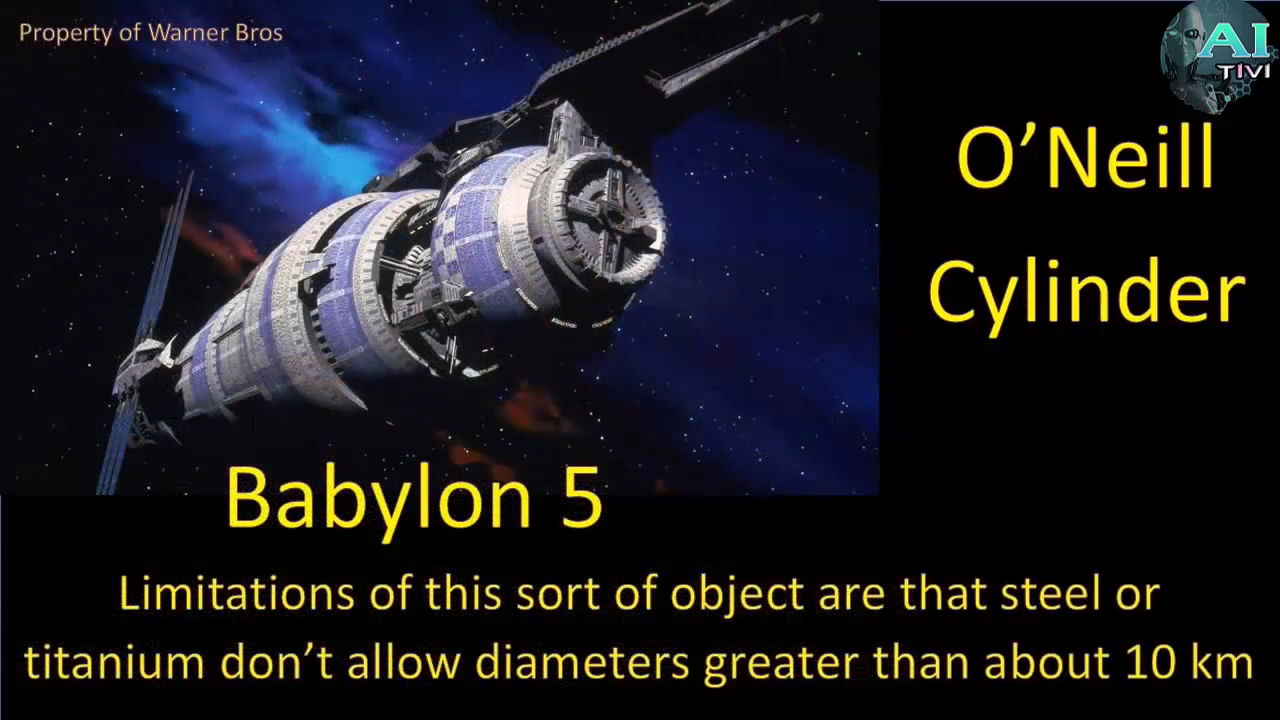 Property of Warner Bros
AI
TIVI
O’Neill
Cylinder
Babylon 5
Limitations of this sort of object are that steel or
titanium don’t allow diameters greater than about 10 km